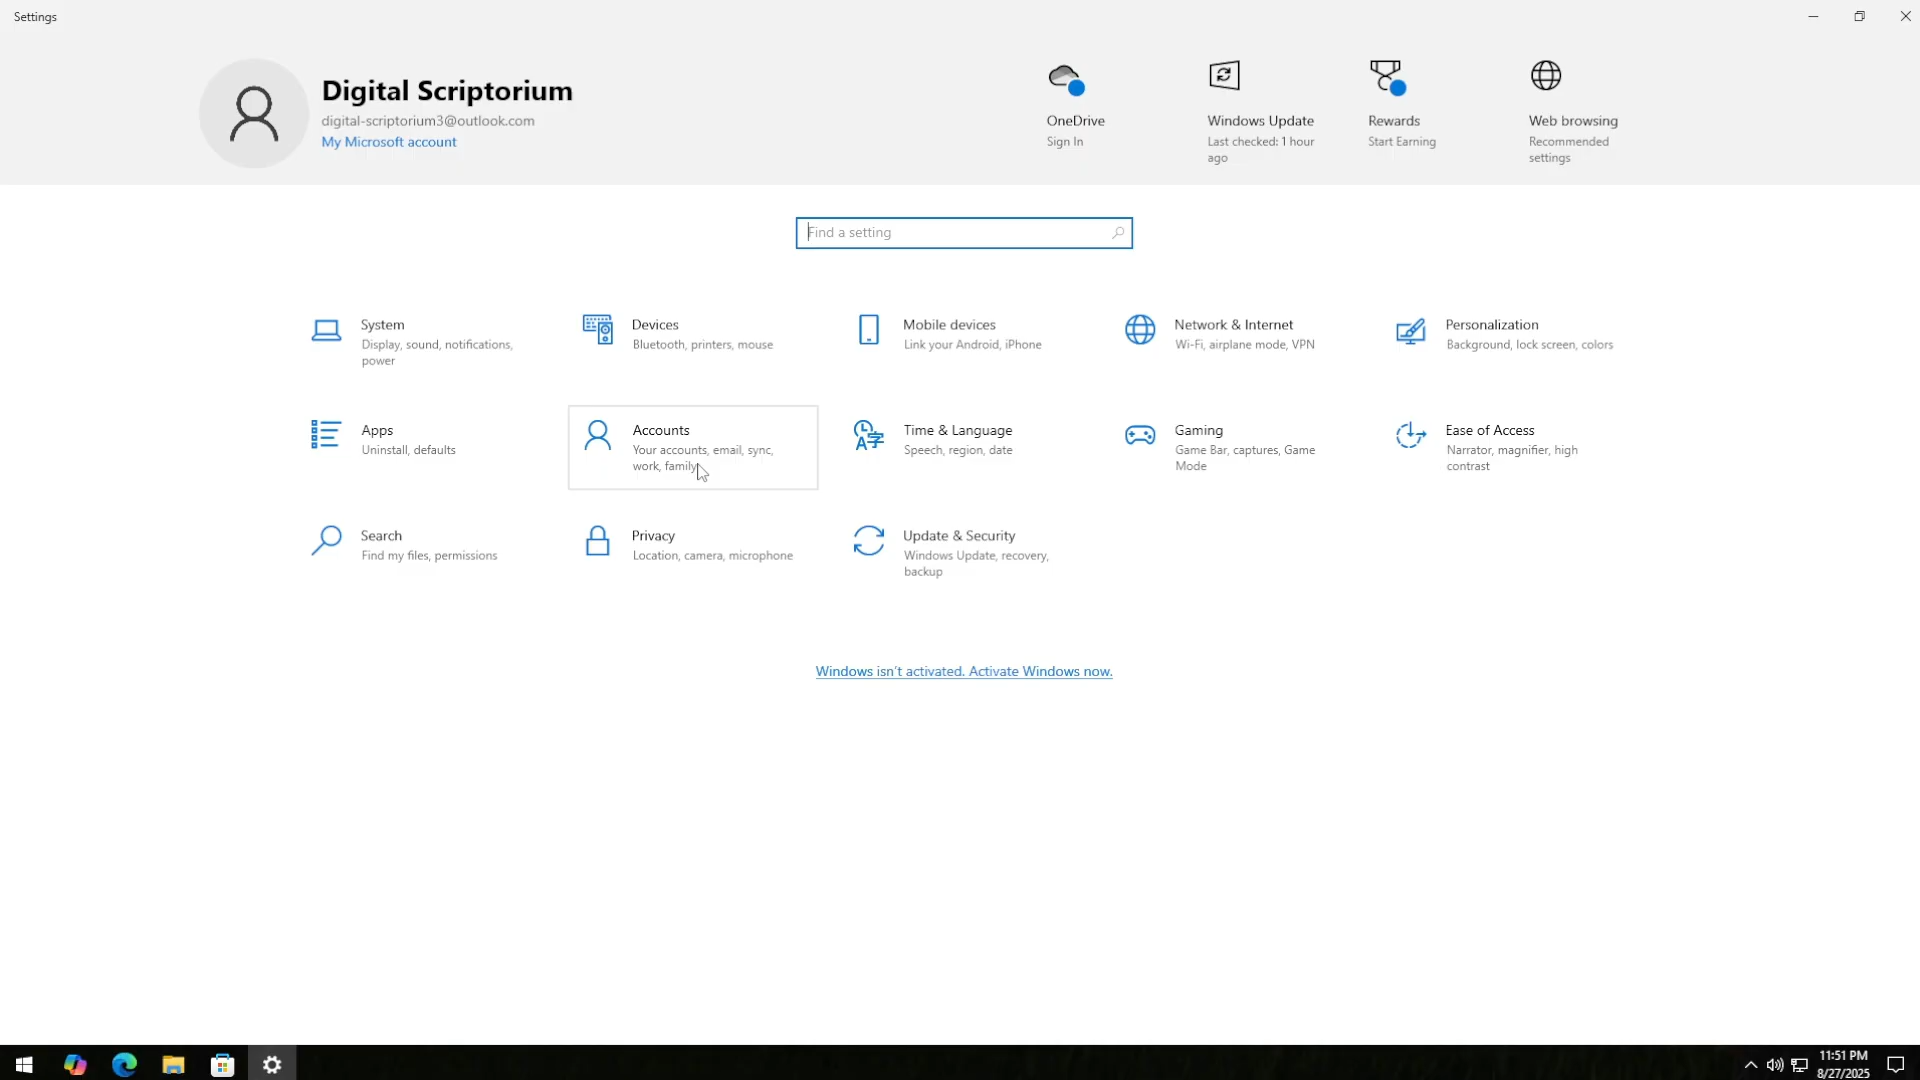 Settings
Digital Scriptorium
digital-scriptorium3@outlook.com
My Microsoft account
OneDrive
Sign In
Windows Update
Last checked: 1 hour
ago
Rewards
Start Earning
Web browsing
Recommended
settings
Find a setting
System
Display, sound, notifications,
power
Devices
Bluetooth, printers, mouse
Mobile devices
Link your Android, iPhone
Network & Internet
Wi-Fi, airplane mode, VPN
Personalization
Background, lock screen, colors
Apps
Uninstall, defaults
Accounts
Your accounts, email, sync,
work, family
Time & Language
Speech, region, date
Gaming
Game Bar, captures, Game
Mode
Ease of Access
Narrator, magnifier, high
contrast
Search
Find my files, permissions
Privacy
Location, camera, microphone
Update & Security
Windows Update, recovery,
backup
Windows isn't activated. Activate Windows now.
11:51 PM
8/27/2025